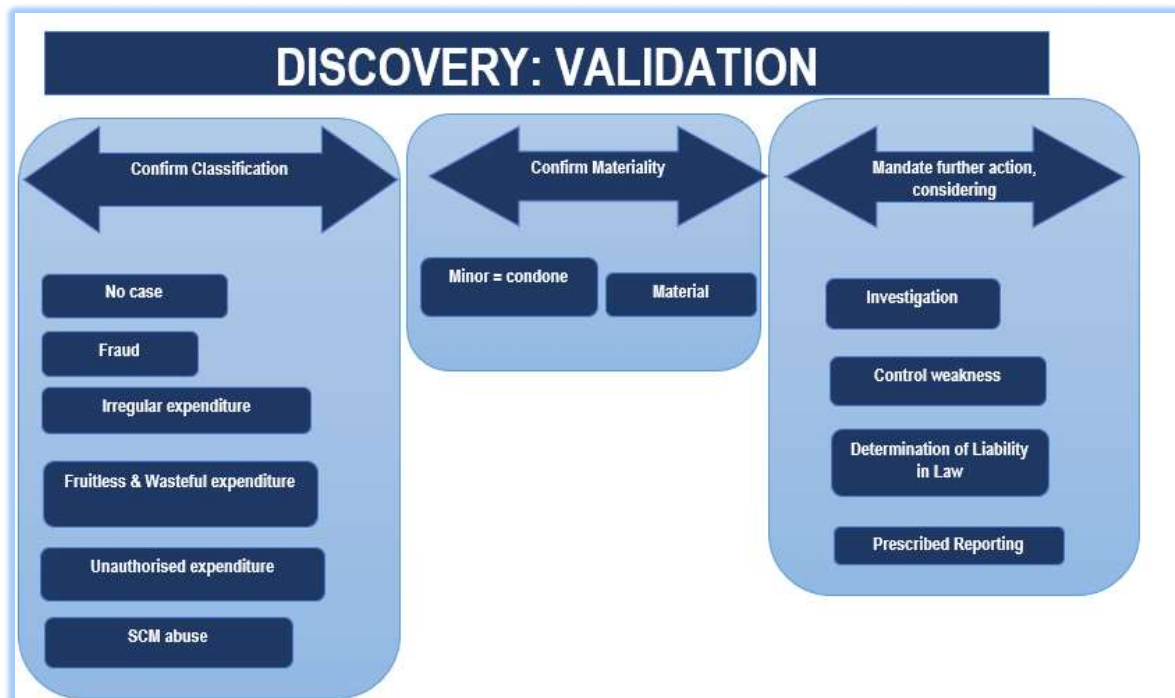 DISCOVERY: VALIDATION
Confirm Classification
No case
Fraud
Irregular expenditure
Fruitless & Wasteful expenditure
Unauthorised expenditure
SCM abuse
Confirm Materiality
Minor = condone
Material
Mandate further action,
considering
Investigation
Control weakness
Determination of Liability
in Law
Prescribed Reporting